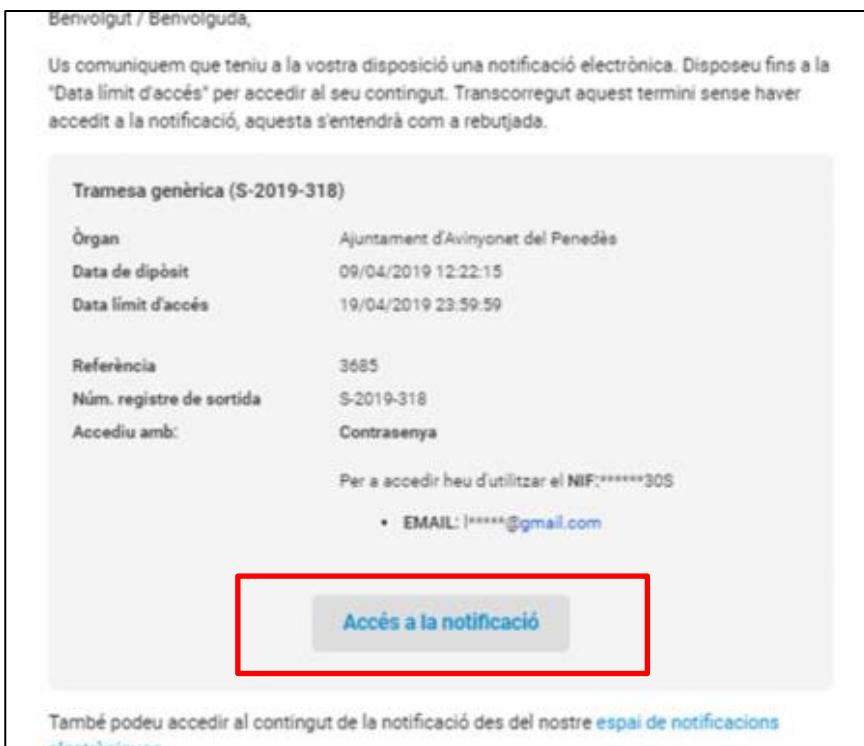 Benvolgut / Benvolguda,
Us comuniquem que teniu a la vostra disposició una notificació electrònica. Disposeu fins a la
"Data límit d'accés" per accedir al seu contingut. Transcorregut aquest termini sense haver
accedit a la notificació, aquesta s'entendrà com a rebutjada.
Tramesa genèrica (S-2019-318)
Òrgan Ajuntament d'Avinyonet del Penedès
Data de dipòsit 09/04/2019 12:22:15
Data límit d'accés 19/04/2019 23:59:59
Referència 3685
Núm. registre de sortida S-2019-318
Accediu amb: Contrasenya
Per a accedir heu d'utilitzar el NIF:******30S
• EMAIL: l*****@gmail.com
Accés a la notificació
També podeu accedir al contingut de la notificació des del nostre espai de notificacions